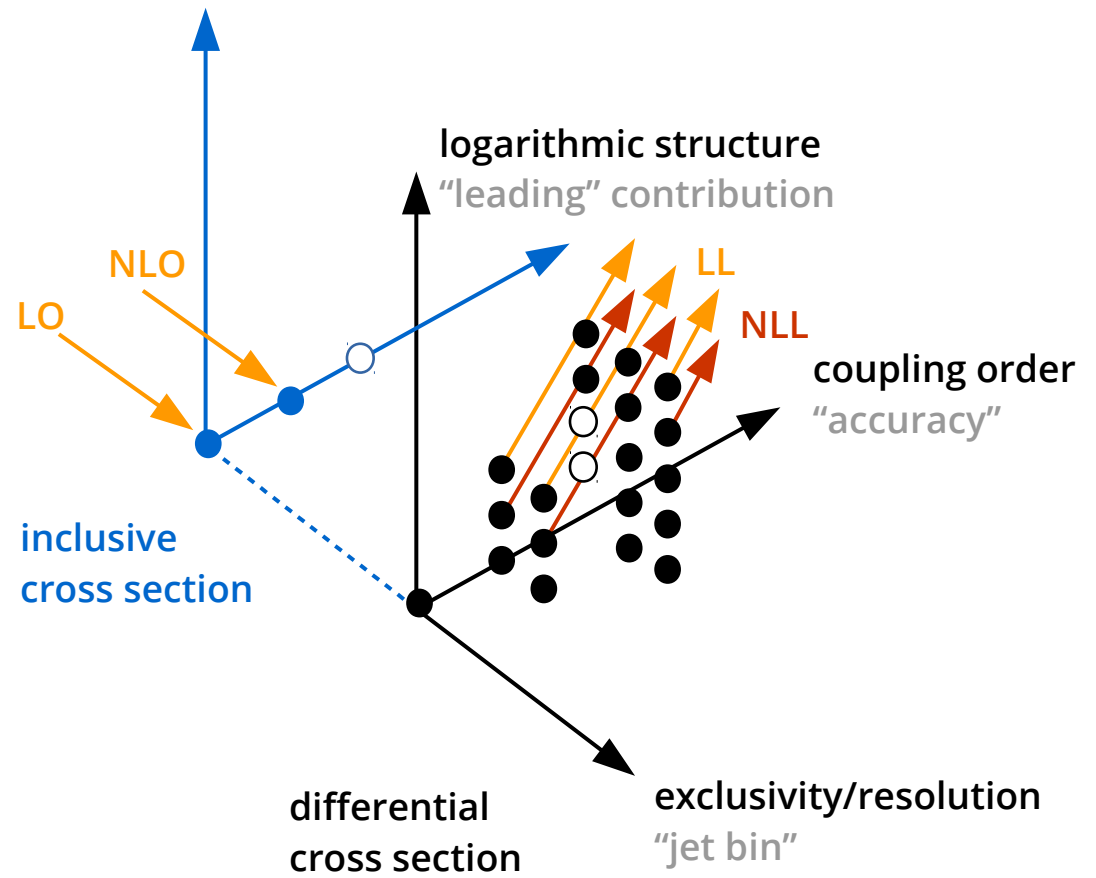 logarithmic structure
“leading” contribution
NLO
LL
LO
NLL
coupling order
“accuracy”
inclusive
cross section
differential
cross section
exclusivity/resolution
“jet bin”